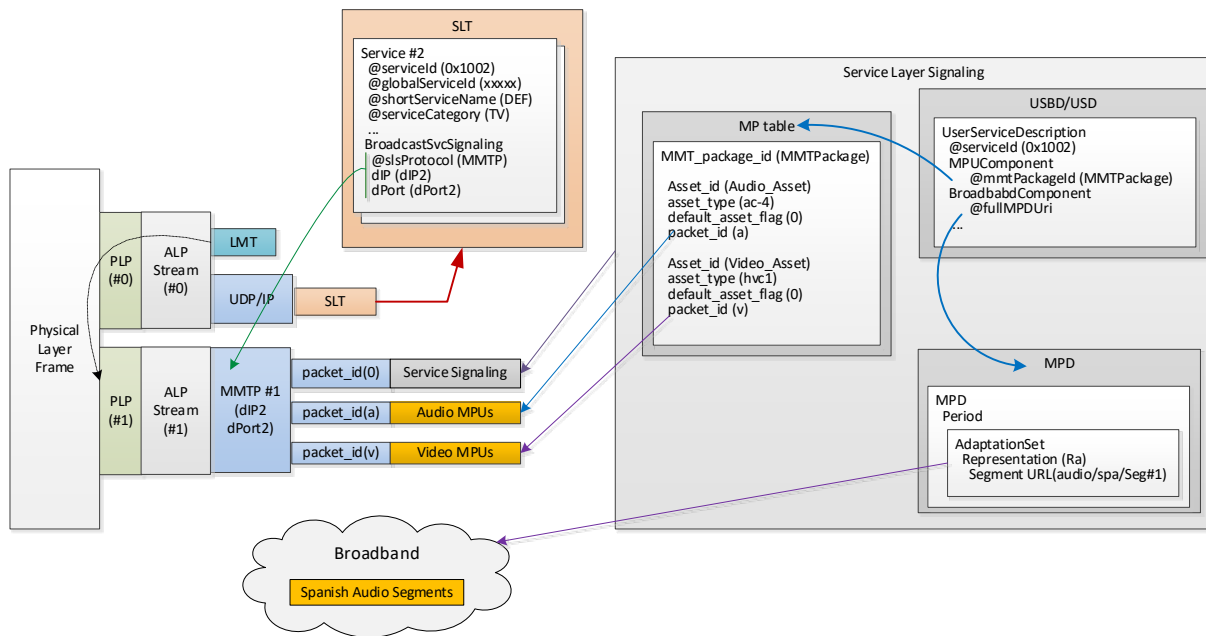 SLT
Service #2
@serviceId (0x1002)
@globalServiceId (xxxxx)
@shortServiceName (DEF)
@serviceCategory (TV)
...
BroadcastSvcSignaling
@slsProtocol (MMTP)
dIP (dIP2)
dPort (dPort2)
Physical
Layer
Frame
PLP
(#0)
ALP
Stream
(#0)
LMT
UDP/IP
SLT
PLP
(#1)
ALP
Stream
(#1)
MMTP #1
(dIP2
dPort2)
packet_id(0)
Service Signaling
packet_id(a)
Audio MPUs
packet_id(v)
Video MPUs
Service Layer Signaling
MP table
MMT_package_id (MMTPackage)
Asset_id (Audio_Asset)
asset_type (ac-4)
default_asset_flag (0)
packet_id (a)
Asset_id (Video_Asset)
asset_type (hvc1)
default_asset_flag (0)
packet_id (v)
USBD/USD
UserServiceDescription
@serviceId (0x1002)
MPUComponent
@mmtPackageId (MMTPackage)
BroadbabdComponent
@fullMPDUri
...
MPD
MPD
Period
AdaptationSet
Representation (Ra)
Segment URL(audio/spa/Seg#1)
Broadband
Spanish Audio Segments